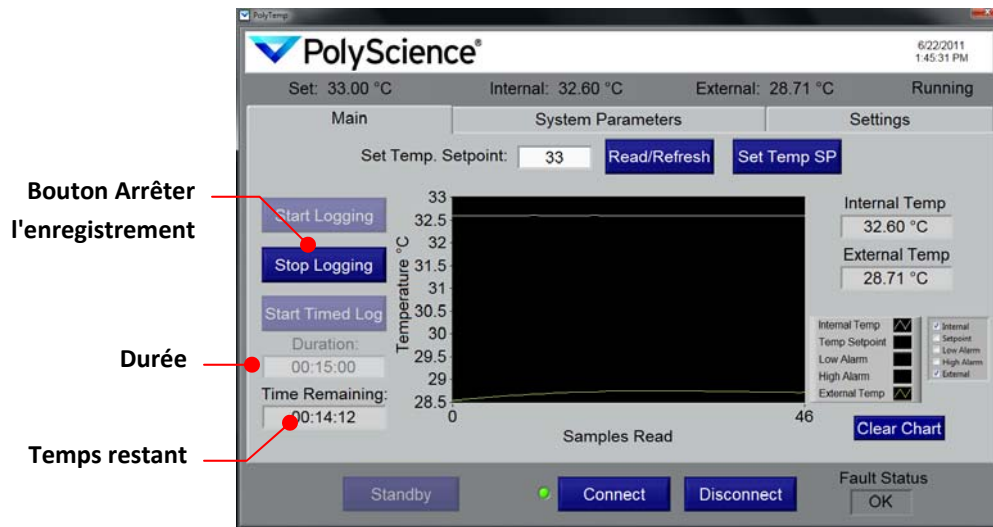 PolyTemp
PolyScience®
6/22/2011
1:45:31 PM
Set: 33.00 °C Internal: 32.60 °C External: 28.71 °C Running
Main System Parameters Settings
Set Temp. Setpoint: 33 Read/Refresh Set Temp SP
Bouton Arrêter
l'enregistrement
Start Logging
Stop Logging
Start Timed Log
Duration:
00:15:00
Durée
Time Remaining:
00:14:12
Temps restant
Temperature °C
33
32.5
32
31.5
31
30.5
30
29.5
29
28.5
0 46
Samples Read
Internal Temp
32.60 °C
External Temp
28.71 °C
Internal Temp
Temp Setpoint
Low Alarm
High Alarm
External Temp
Internal
Setpoint
Low Alarm
High Alarm
External
Clear Chart
Standby Connect Disconnect
Fault Status
OK